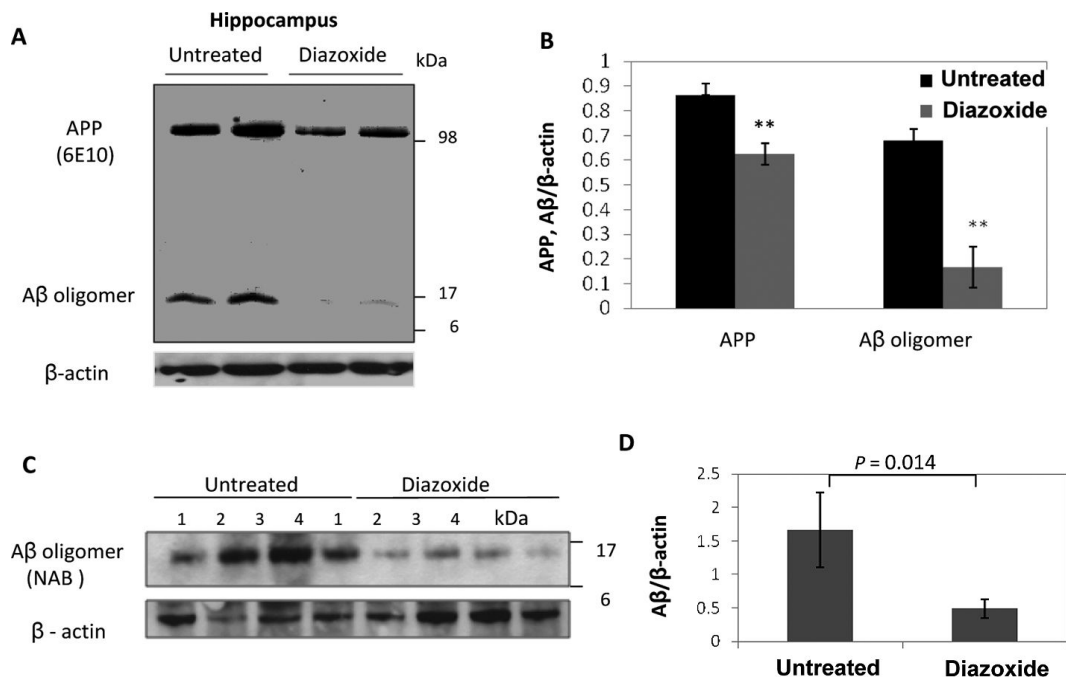 Hippocampus
A
Untreated Diazoxide kDa
APP
(6E10)
98
Aβ oligomer
17
6
β-actin
B
1
0.9
0.8
0.7
0.6
0.5
0.4
0.3
0.2
0.1
0
APP, Aβ/β-actin
Untreated
Diazoxide
**
**
APP Aβ oligomer
C
Untreated Diazoxide
1 2 3 4 1 2 3 4 kDa
Aβ oligomer
(NAB )
17
6
β - actin
D
P = 0.014
2.5
2
1.5
1
0.5
0
Aβ/β-actin
Untreated Diazoxide